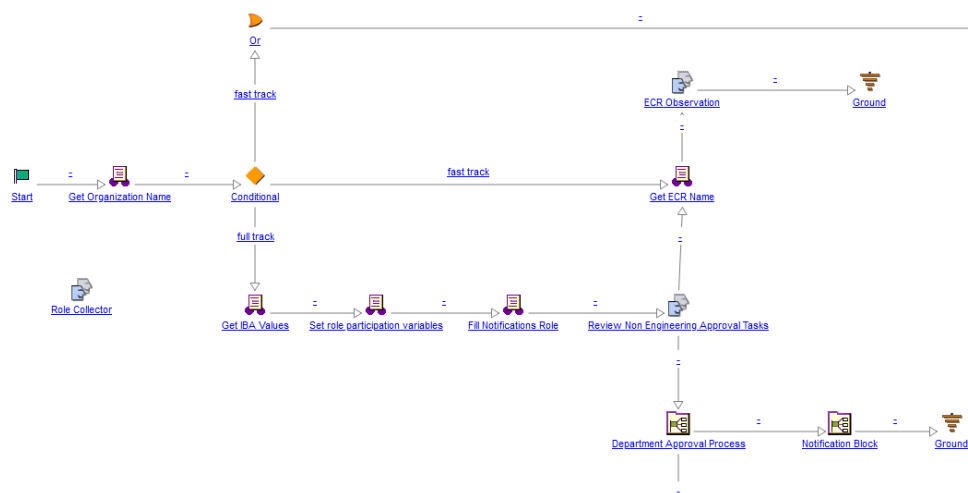 -
Or
fast track
ECR Observation
-
Ground
-
Start
-
Get Organization Name
-
Conditional
fast track
Get ECR Name
full track
-
Role Collector
Get IBA Values
-
Set role participation variables
-
Fill Notifications Role
-
Review Non Engineering Approval Tasks
-
Department Approval Process
-
Notification Block
-
Ground
-